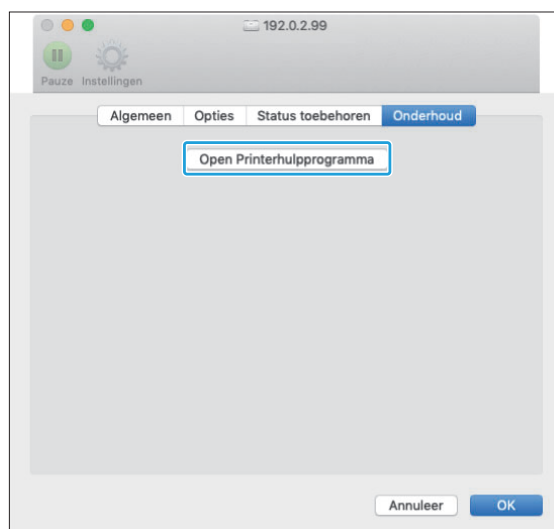 192.0.2.99
Pauze Instellingen
Algemeen Opties Status toebehoren Onderhoud
Open Printerhulpprogramma
Annuleer OK